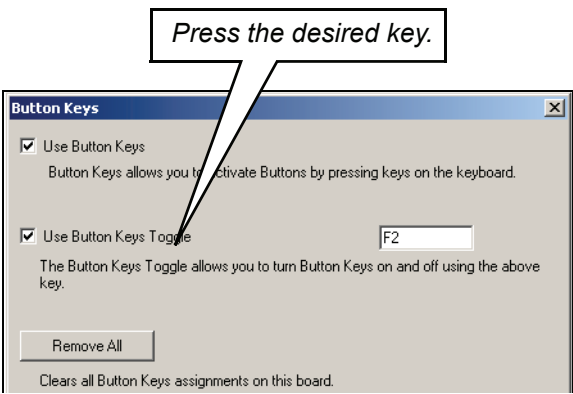 Press the desired key.
Button Keys
Use Button Keys
Button Keys allows you to activate Buttons by pressing keys on the keyboard.
Use Button Keys Toggle
F2
The Button Keys Toggle allows you to turn Button Keys on and off using the above
key.
Remove All
Clears all Button Keys assignments on this board.